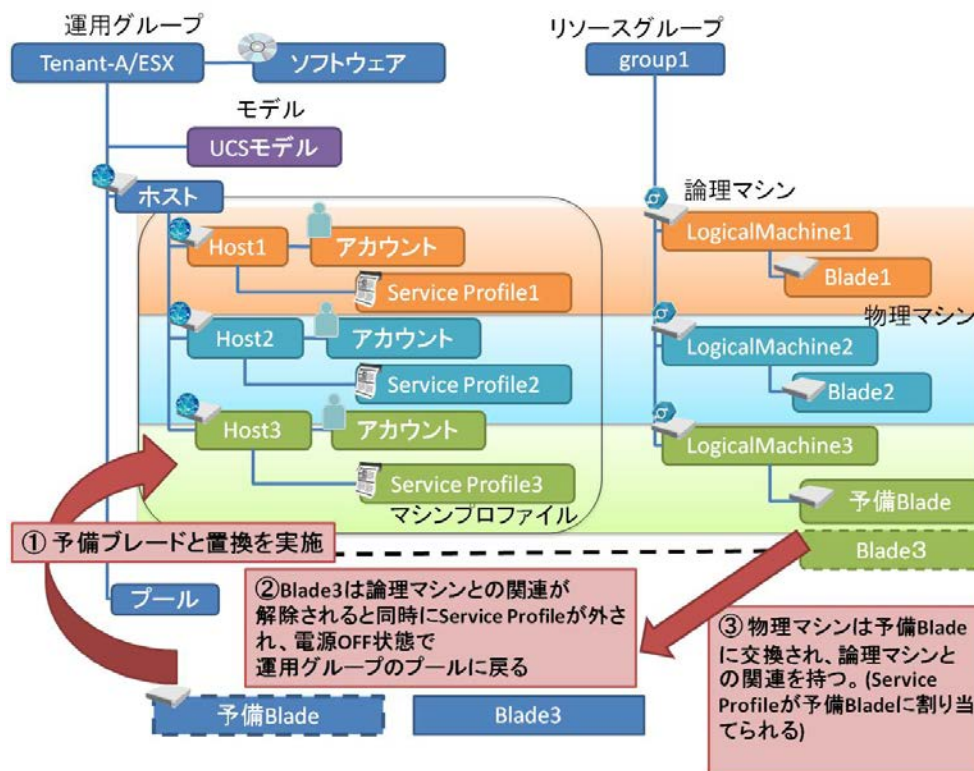 運用グループ
リソースグループ
Tenant-A/ESX
ソフトウェア
group1
モデル
UCSモデル
ホスト
論理マシン
Host1
アカウント
LogicalMachine1
Service Profile1
Blade1
物理マシン
Host2
アカウント
LogicalMachine2
Service Profile2
Blade2
Host3
アカウント
LogicalMachine3
Service Profile3
予備Blade
マシンプロファイル
① 予備ブレードと置換を実施
Blade3
プール
②Blade3は論理マシンとの関連が
解除されると同時にService Profileが外さ
れ、電源OFF状態で
運用グループのプールに戻る
③ 物理マシンは予備Blade
に交換され、論理マシンと
の関連を持つ。(Service
Profileが予備Bladeに割り当
てられる)
予備Blade
Blade3